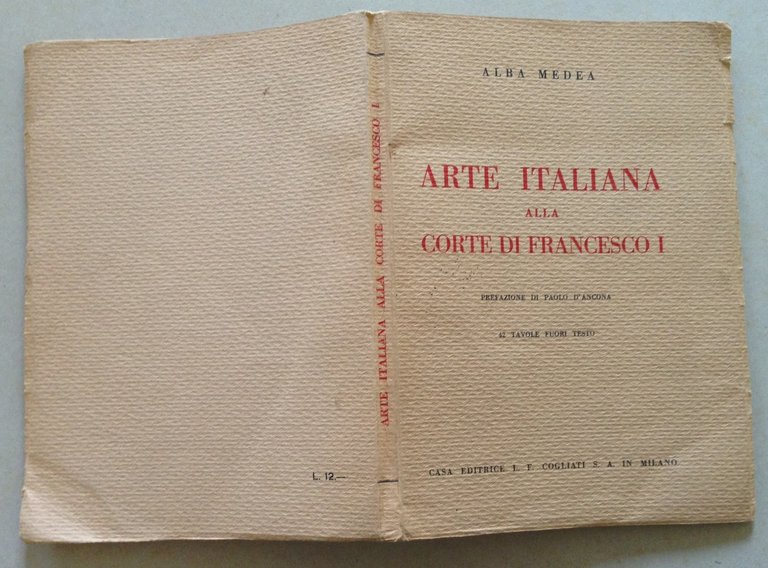 ALBA MEDEA
ARTE ITALIANA
ALLA
CORTE DI FRANCESCO I
PREFAZIONE DI PAOLO D'ANCONA
42 TAVOLE FUORI TESTO
CASA EDITRICE L. F. COGLIATI S. A. IN MILANO
ARTE ITALIANA ALLA CORTE DI FRANCESCO I
L. 12.—